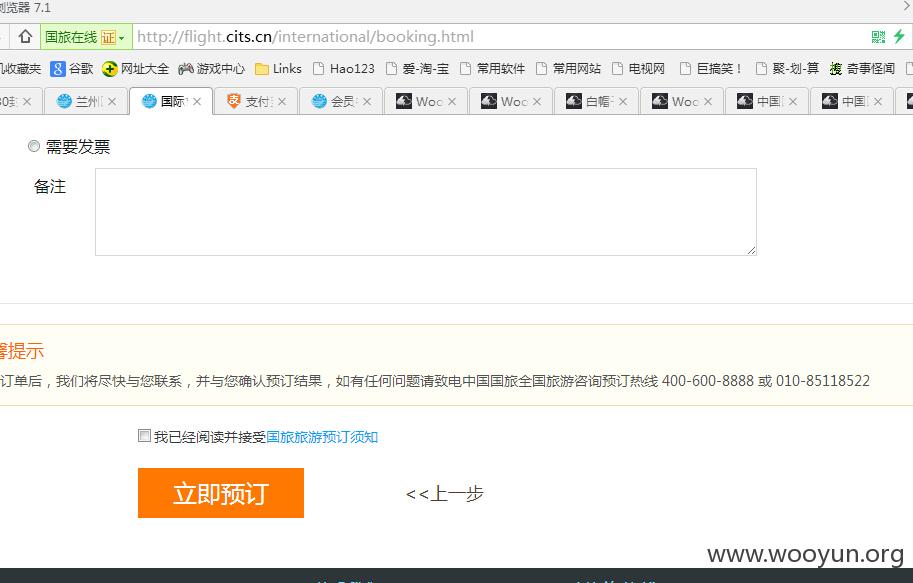 浏览器 7.1
国旅在线 证 http://flight.cits.cn/international/booking.html
收藏夹 谷歌 网址大全 游戏中心 Links Hao123 爱-淘-宝 常用软件 常用网站 电视网 巨搞笑！ 聚-划-算 奇事怪闻
兰州 国际 支付 会员 Woo Woo 白帽 Woo 中国 中国
需要发票
备注
提示
订单后，我们将尽快与您联系，并与您确认预订结果，如有任何问题请致电中国国旅全国旅游咨询预订热线 400-600-8888 或 010-85118522
我已经阅读并接受国旅旅游预订须知
立即预订 <<上一步
www.wooyun.org